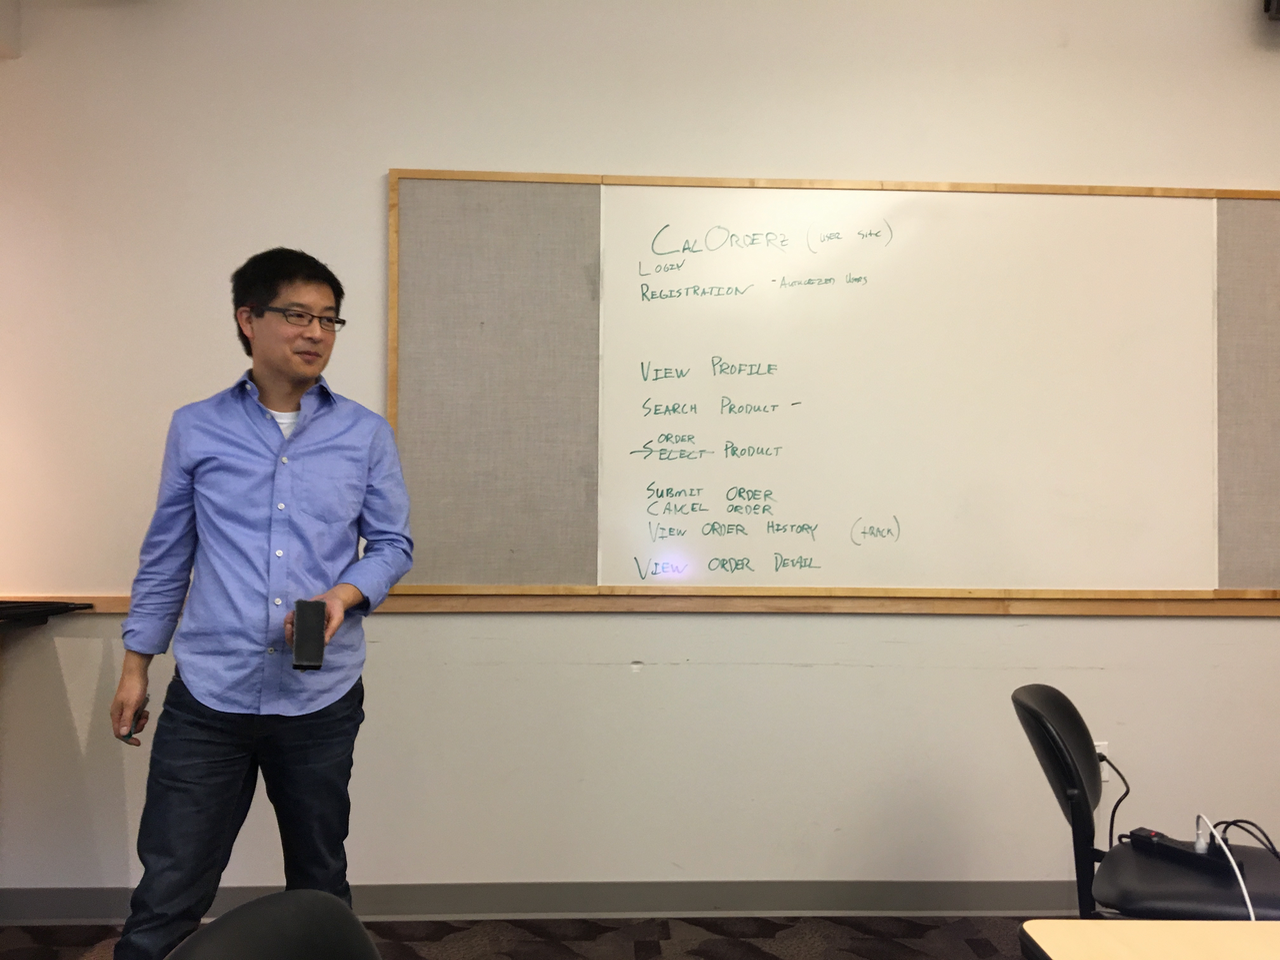 CALORDERZ (USER SITE)
LOGIN
REGISTRATION - USERS
VIEW PROFILE
SEARCH PRODUCT -
ORDER
SELECT PRODUCT
SUBMIT ORDER
CANCEL ORDER
VIEW ORDER HISTORY (TRACK)
VIEW ORDER DETAIL